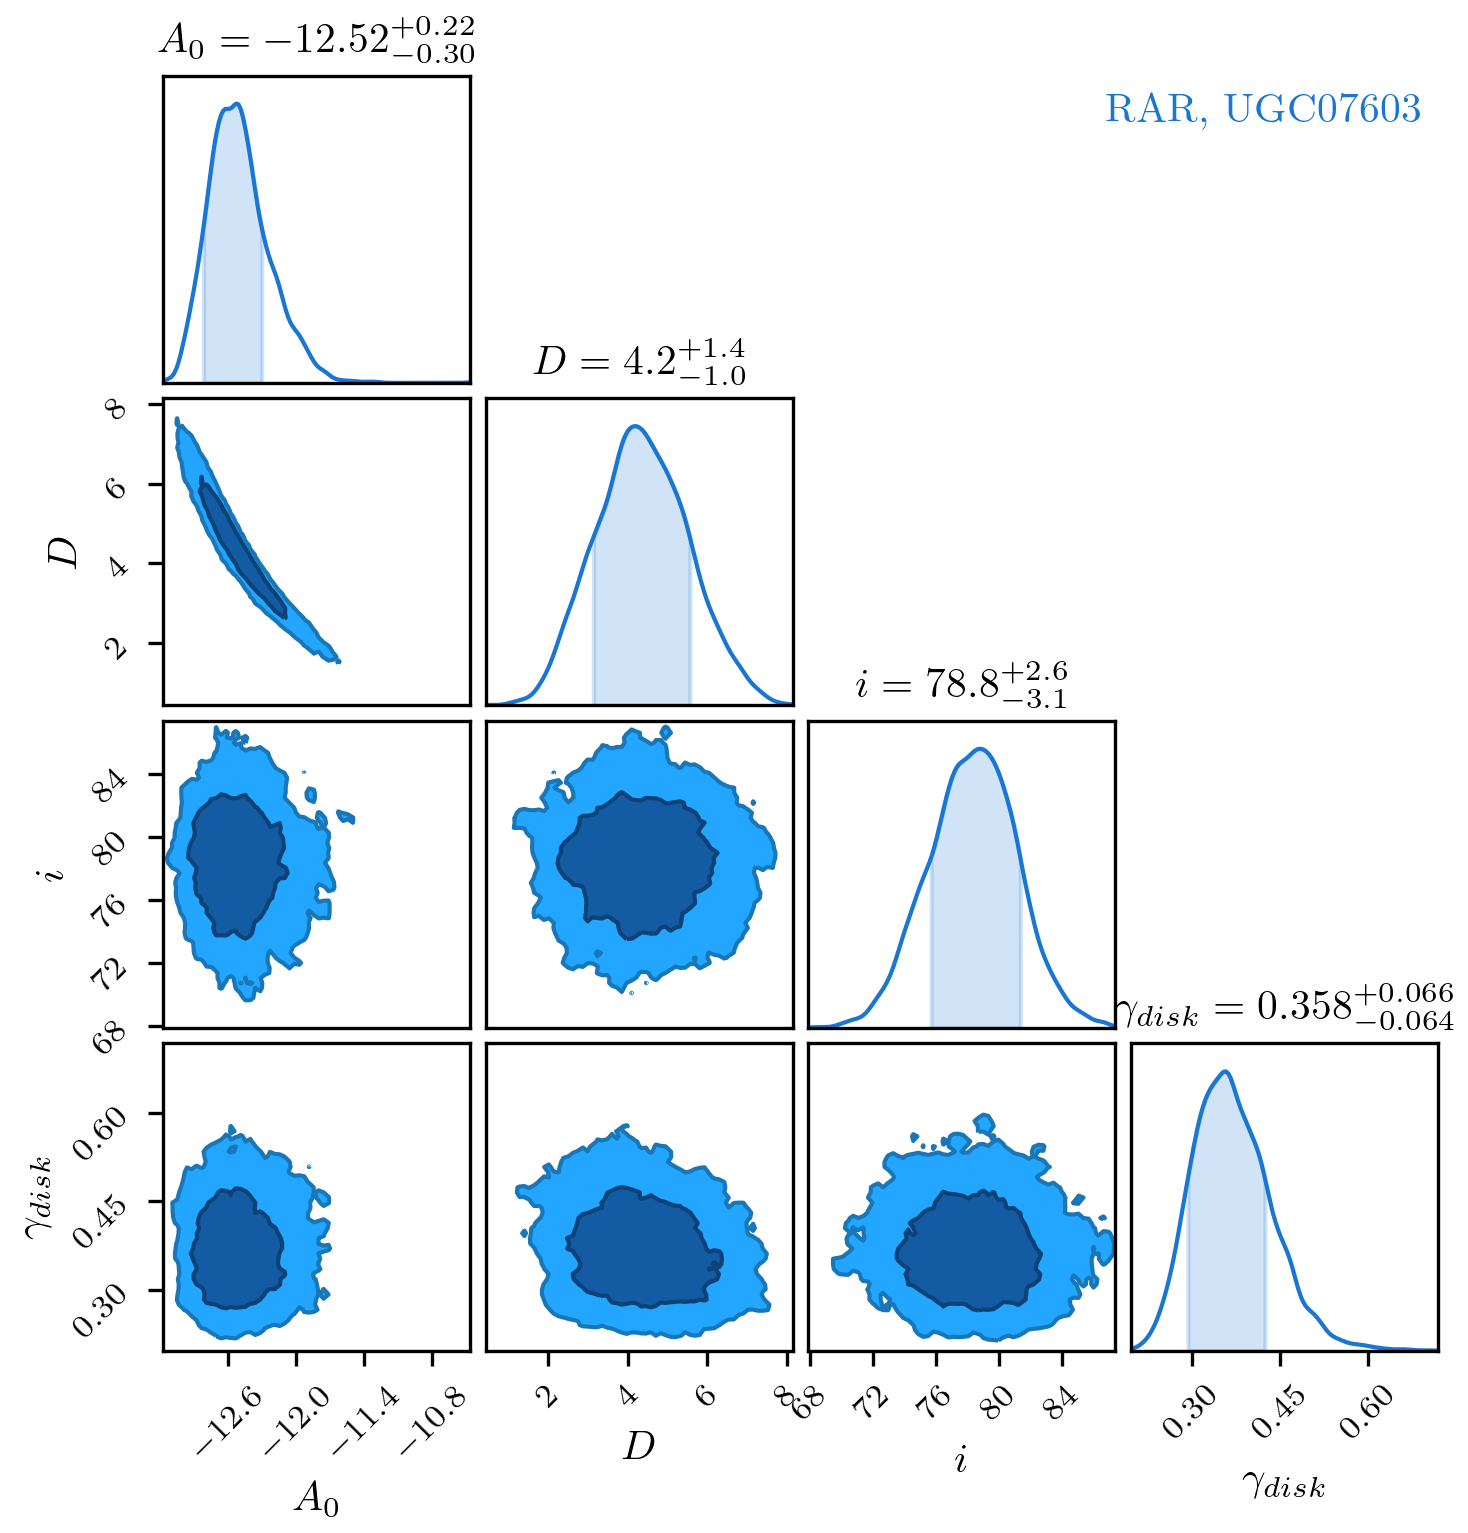 A_0 = −12.52^{+0.22}_{−0.30}
RAR, UGC07603
D = 4.2^{+1.4}_{−1.0}
8
6
4
2
D
i = 78.8^{+2.6}_{−3.1}
84
80
76
72
68
i
γ_{disk} = 0.358^{+0.066}_{−0.064}
0.60
0.45
0.30
γ_{disk}
−12.6 −12.0 −11.4 −10.8
2 4 6 8
68 72 76 80 84
0.30 0.45 0.60
A_0
D
i
γ_{disk}